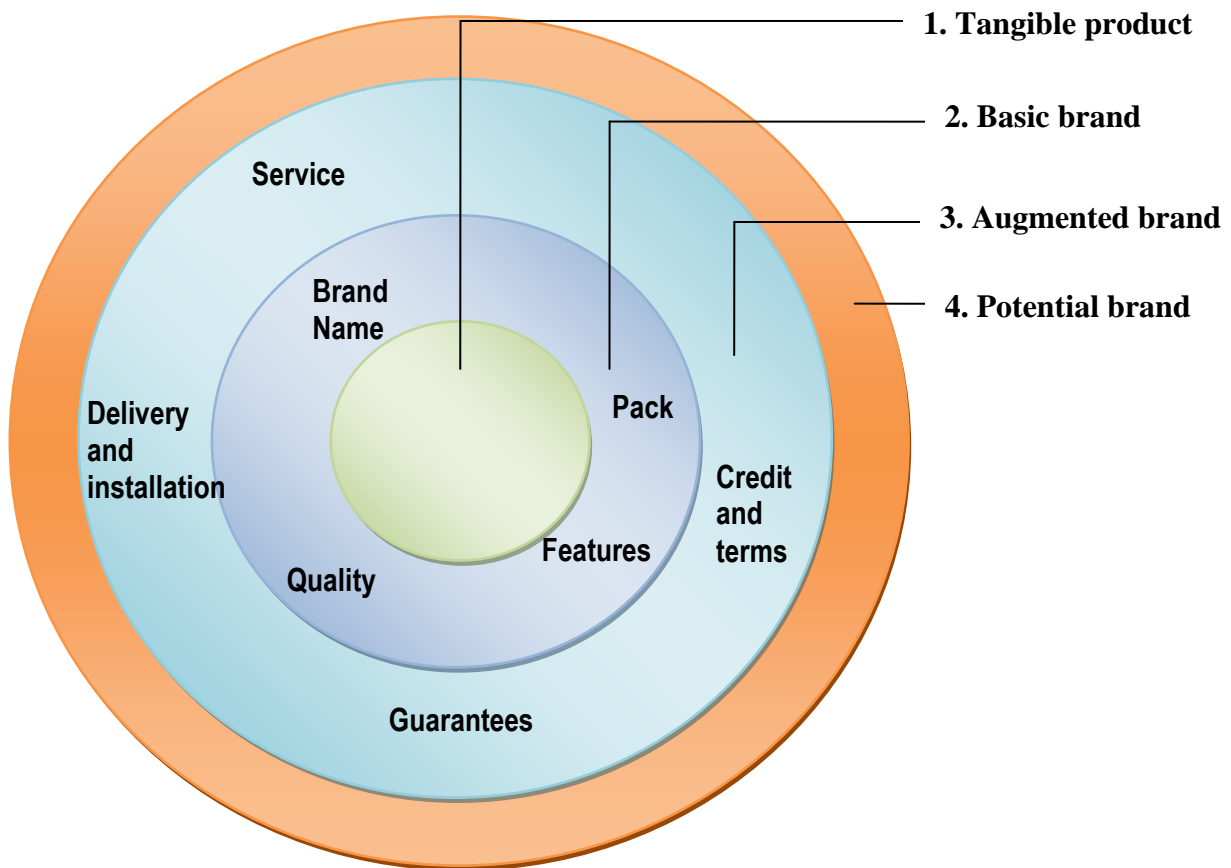 1. Tangible product
2. Basic brand
Service
3. Augmented brand
Brand
Name
4. Potential brand
Delivery
and
installation
Pack
Credit
and
terms
Features
Quality
Guarantees